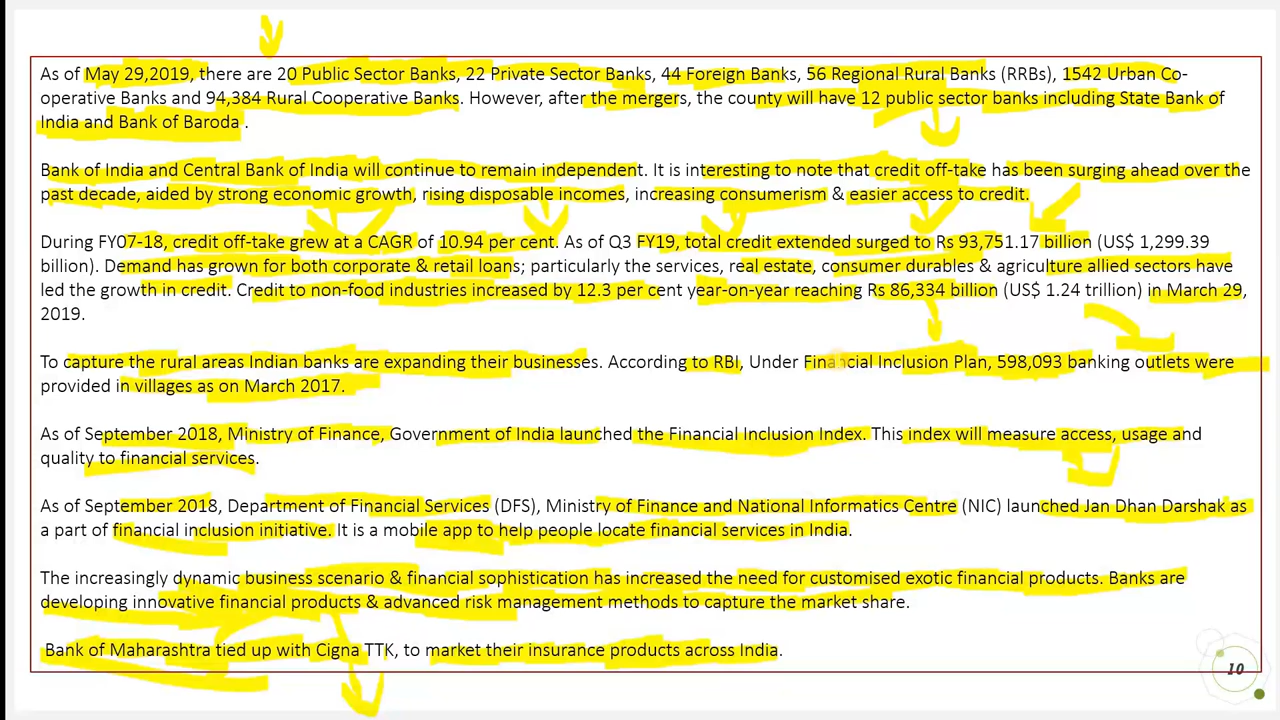 As of May 29,2019, there are 20 Public Sector Banks, 22 Private Sector Banks, 44 Foreign Banks, 56 Regional Rural Banks (RRBs), 1542 Urban Co-
operative Banks and 94,384 Rural Cooperative Banks. However, after the mergers, the county will have 12 public sector banks including State Bank of
India and Bank of Baroda .
Bank of India and Central Bank of India will continue to remain independent. It is interesting to note that credit off-take has been surging ahead over the
past decade, aided by strong economic growth, rising disposable incomes, increasing consumerism & easier access to credit.
During FY07-18, credit off-take grew at a CAGR of 10.94 per cent. As of Q3 FY19, total credit extended surged to Rs 93,751.17 billion (US$ 1,299.39
billion). Demand has grown for both corporate & retail loans; particularly the services, real estate, consumer durables & agriculture allied sectors have
led the growth in credit. Credit to non-food industries increased by 12.3 per cent year-on-year reaching Rs 86,334 billion (US$ 1.24 trillion) in March 29,
2019.
To capture the rural areas Indian banks are expanding their businesses. According to RBI, Under Financial Inclusion Plan, 598,093 banking outlets were
provided in villages as on March 2017.
As of September 2018, Ministry of Finance, Government of India launched the Financial Inclusion Index. This index will measure access, usage and
quality to financial services.
As of September 2018, Department of Financial Services (DFS), Ministry of Finance and National Informatics Centre (NIC) launched Jan Dhan Darshak as
a part of financial inclusion initiative. It is a mobile app to help people locate financial services in India.
The increasingly dynamic business scenario & financial sophistication has increased the need for customised exotic financial products. Banks are
developing innovative financial products & advanced risk management methods to capture the market share.
Bank of Maharashtra tied up with Cigna TTK, to market their insurance products across India.
10